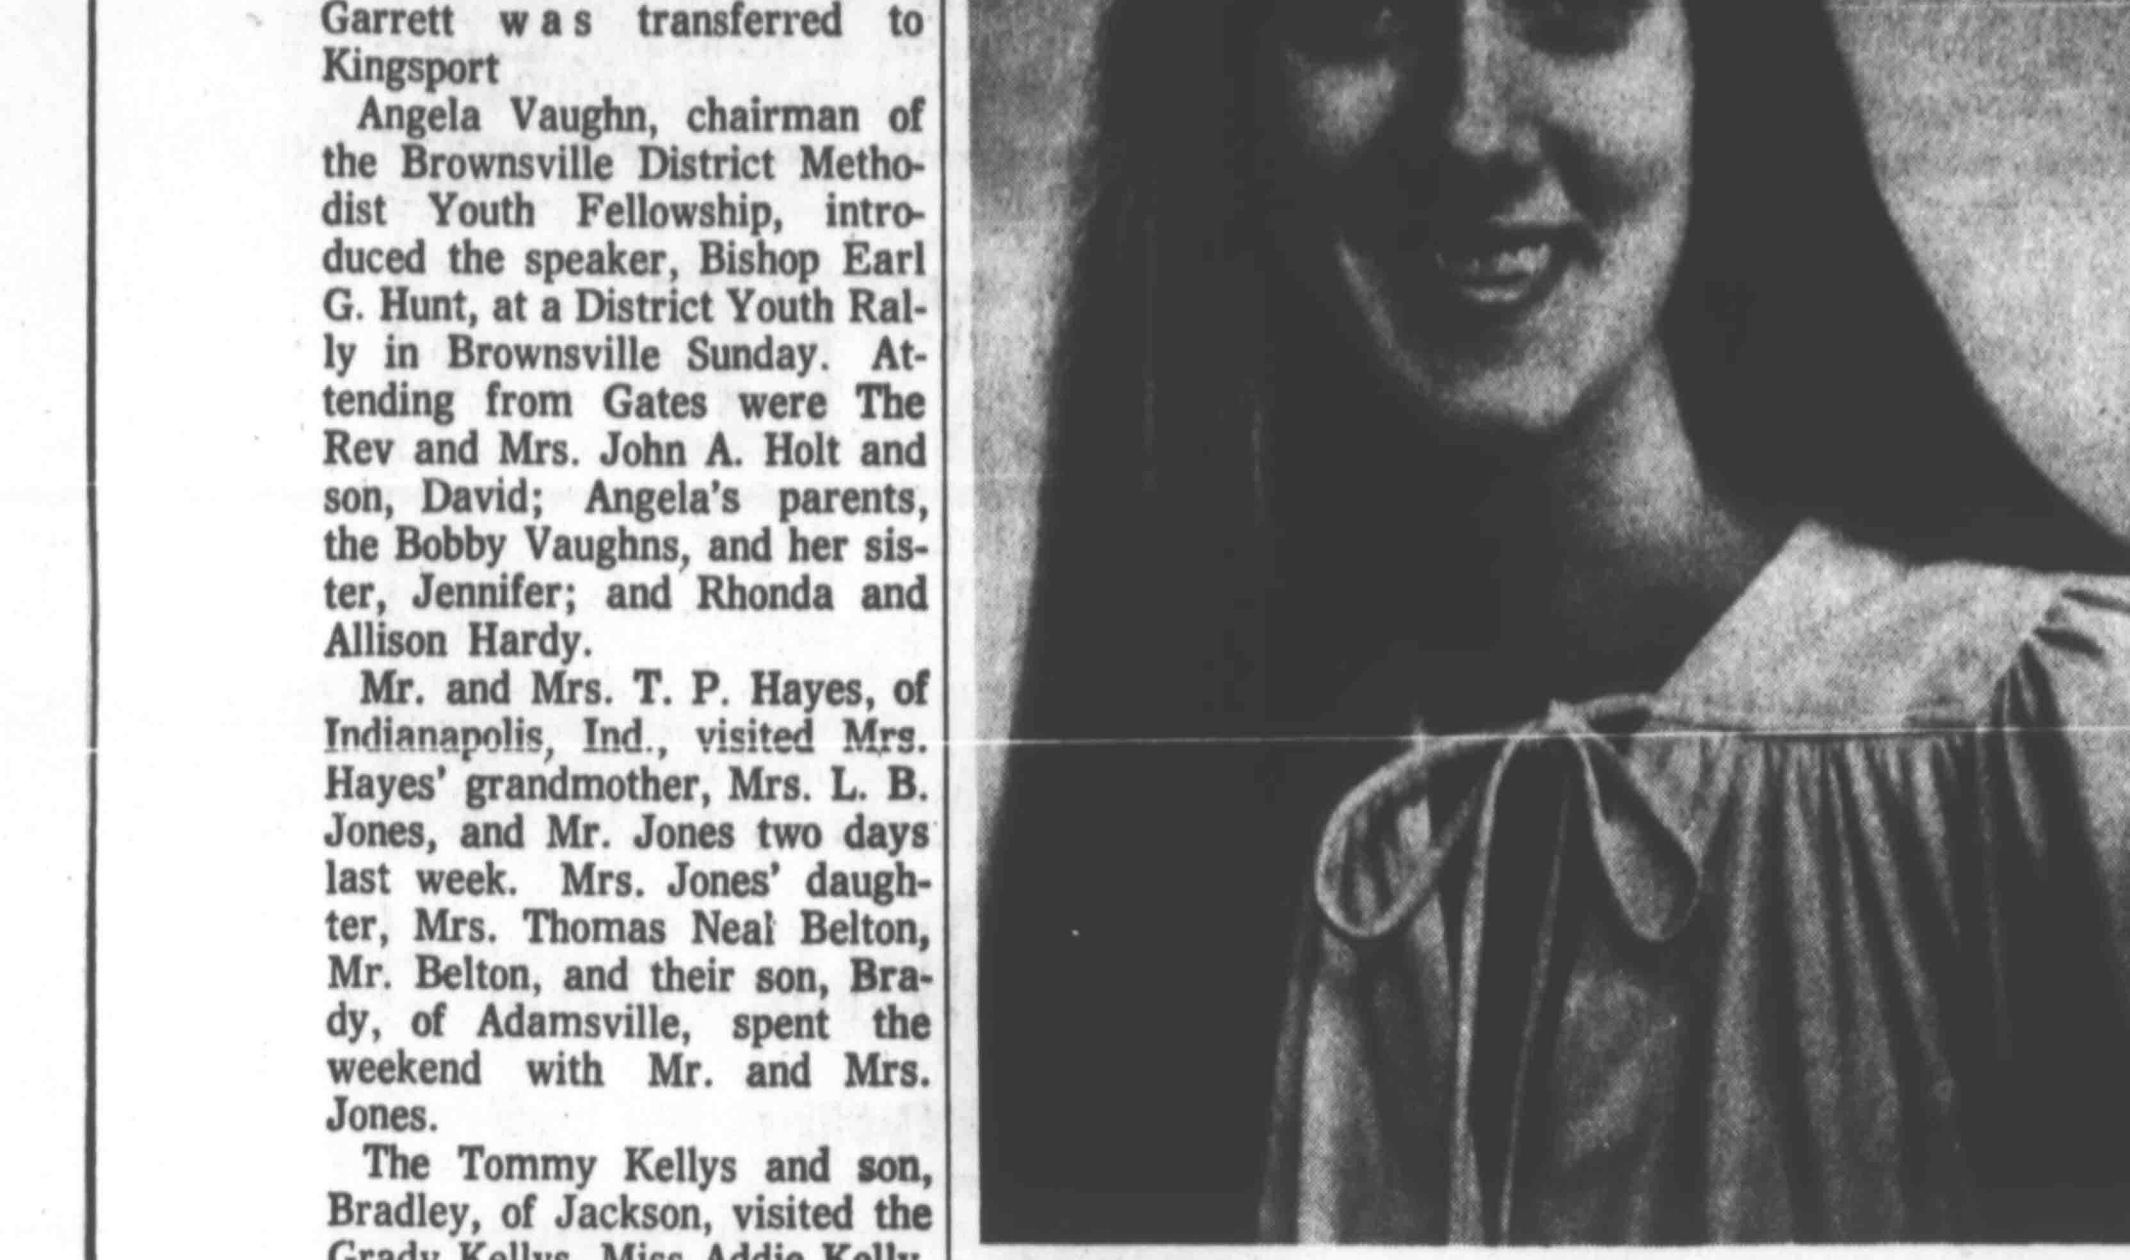 Garrett was transferred to
Kingsport
Angela Vaughn, chairman of
the Brownsville District Metho-
dist Youth Fellowship, intro-
duced the speaker, Bishop Earl
G. Hunt, at a District Youth Ral-
ly in Brownsville Sunday. At-
tending from Gates were The
Rev and Mrs. John A. Holt and
son, David; Angela's parents,
the Bobby Vaughns, and her sis-
ter, Jennifer; and Rhonda and
Allison Hardy.
Mr. and Mrs. T. P. Hayes, of
Indianapolis, Ind., visited Mrs.
Hayes' grandmother, Mrs. L. B.
Jones, and Mr. Jones two days
last week. Mrs. Jones' daugh-
ter, Mrs. Thomas Neal Belton,
Mr. Belton, and their son, Bra-
dy, of Adamsville, spent the
weekend with Mr. and Mrs.
Jones.
The Tommy Kellys and son,
Bradley, of Jackson, visited the
Grady Kellys, Miss Addie Kelly,